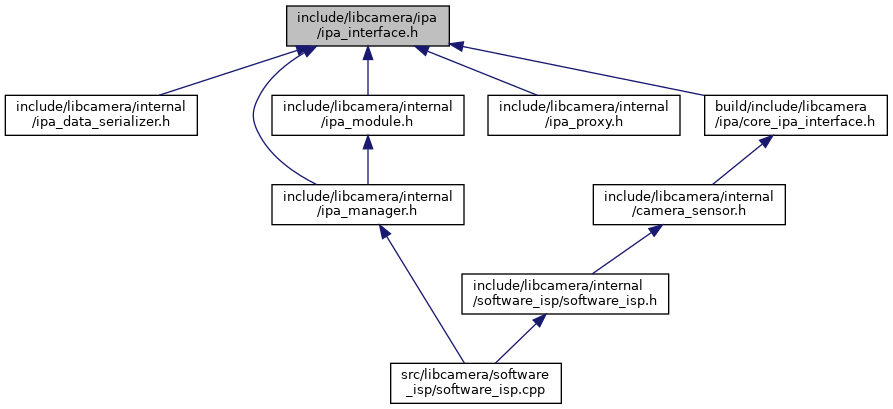 include/libcamera/ipa
/ipa_interface.h
include/libcamera/internal
/ipa_data_serializer.h
include/libcamera/internal
/ipa_module.h
include/libcamera/internal
/ipa_proxy.h
build/include/libcamera
/ipa/core_ipa_interface.h
include/libcamera/internal
/ipa_manager.h
include/libcamera/internal
/camera_sensor.h
include/libcamera/internal
/software_isp/software_isp.h
src/libcamera/software
_isp/software_isp.cpp